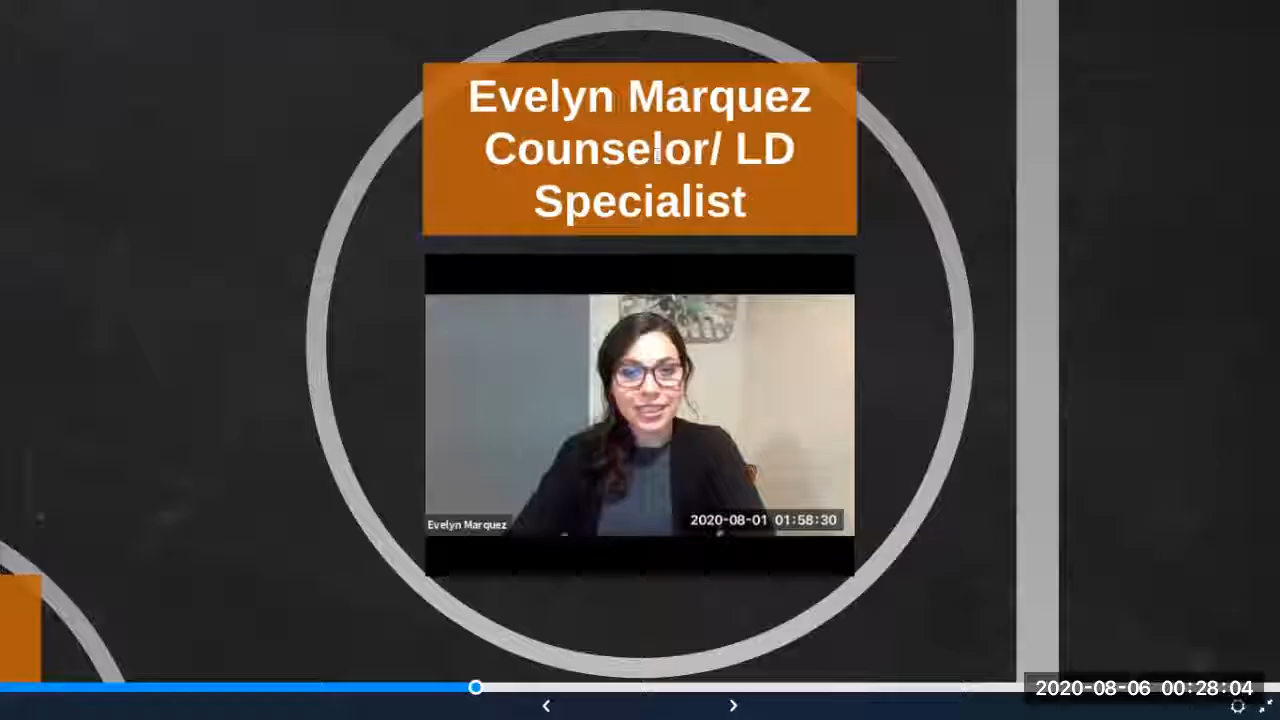 Evelyn Marquez
Counselor/ LD
Specialist
Evelyn Marquez
2020-08-01 01:58:30
2020-08-06 00:28:04